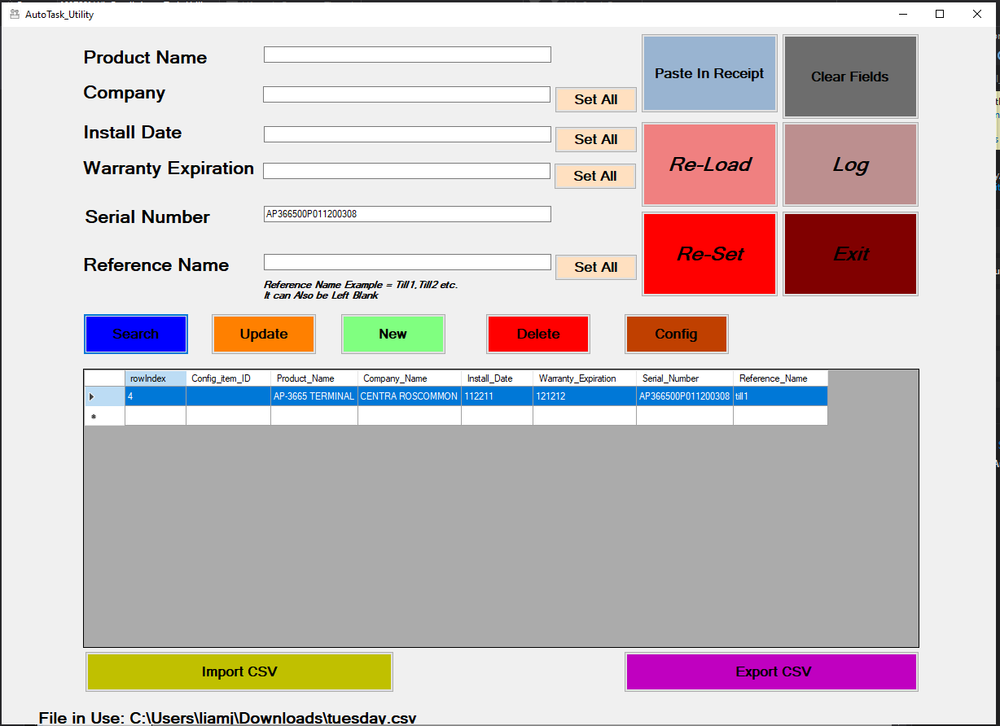 AutoTask_Utility
Product Name
Paste In Receipt
Clear Fields
Company
Set All
Install Date
Set All
Warranty Expiration
Set All
Re-Load
Log
Serial Number
AP366500P011200308
Reference Name
Set All
Re-Set
Exit
Reference Name Example = Till1,Till2 etc.
It can Also be Left Blank
Search
Update
New
Delete
Config
rowIndex Config_item_ID Product_Name Company_Name Install_Date Warranty_Expiration Serial_Number Reference_Name
4 AP-3665 TERMINAL CENTRA ROSCOMMON 112211 121212 AP366500P011200308 till1
Import CSV
Export CSV
File in Use: C:\Users\liamj\Downloads\tuesday.csv